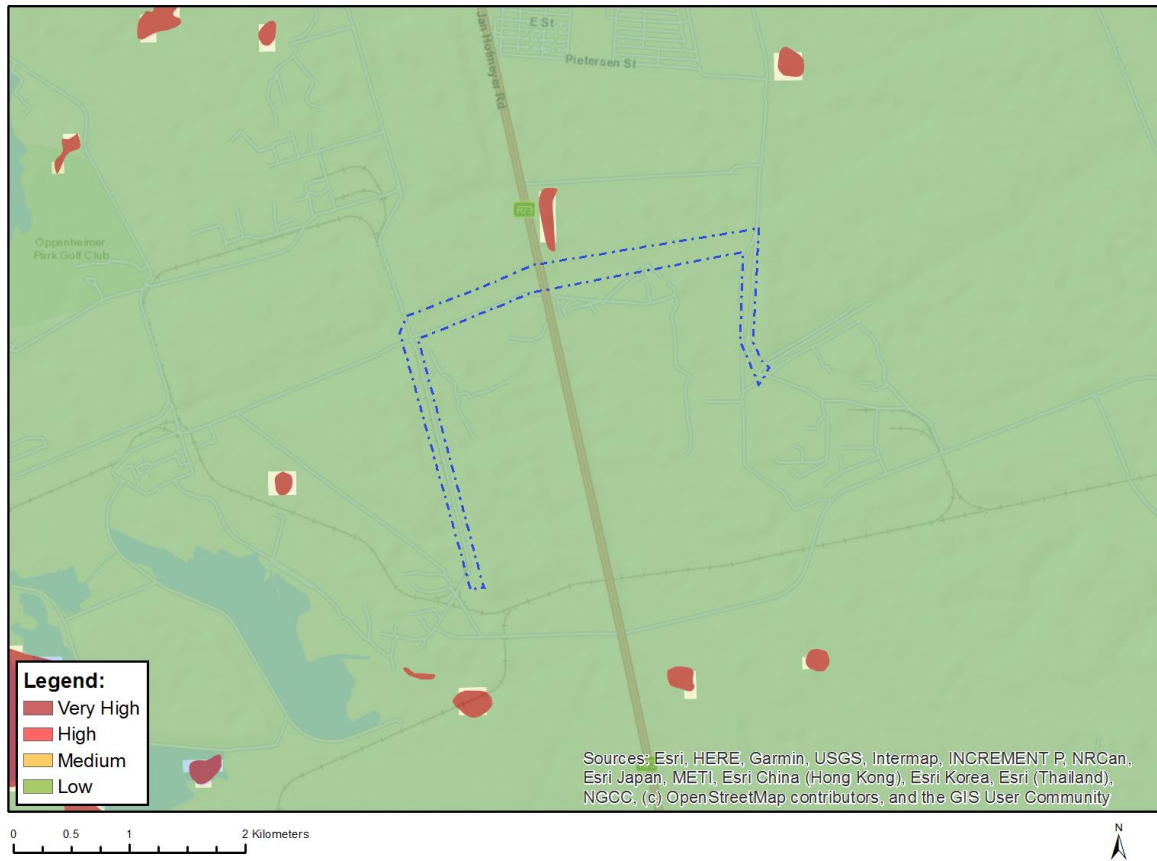 E St
Jan Hofmeyer Rd
Pietersen St
R73
Oppenheimer
Park Golf Club
Legend:
Very High
High
Medium
Low
Sources: Esri, HERE, Garmin, USGS, Intermap, INCREMENT P, NRCan,
Esri Japan, METI, Esri China (Hong Kong), Esri Korea, Esri (Thailand),
NGCC, (c) OpenStreetMap contributors, and the GIS User Community
0 0.5 1 2 Kilometers
N